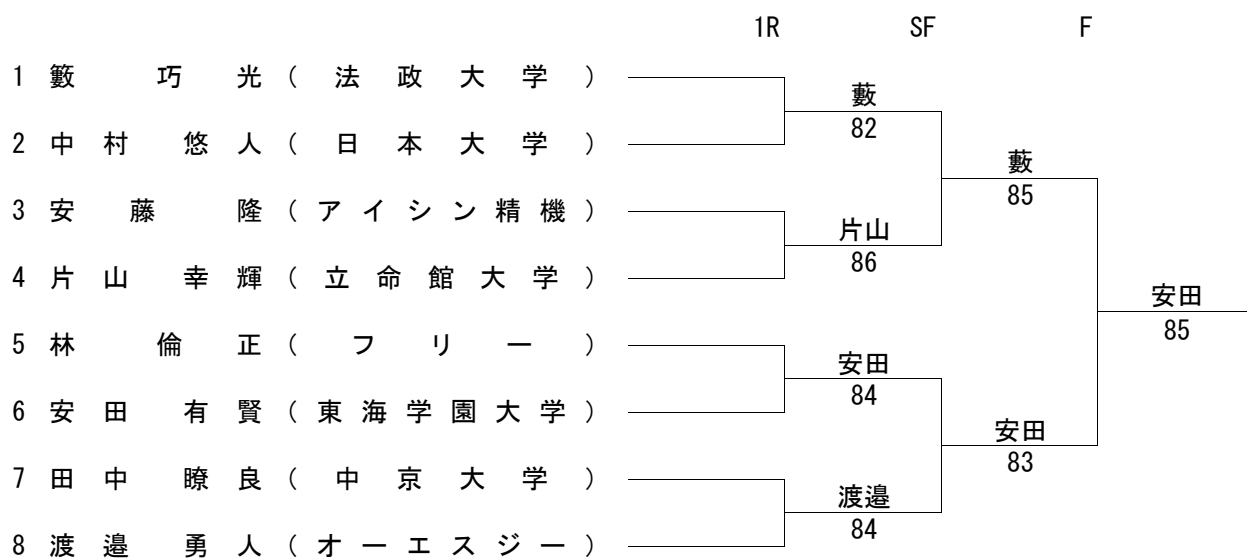 1R SF F
1 籔 巧 光 ( 法 政 大 学 )
藪
82
2 中 村 悠 人 ( 日 本 大 学 )
藪
85
3 安 藤 隆 ( ア イ シ ン 精 機 )
片山
86
4 片 山 幸 輝 ( 立 命 館 大 学 )
安田
85
5 林 倫 正 ( フ リ ー )
安田
84
6 安 田 有 賢 ( 東 海 学 園 大 学 )
安田
83
7 田 中 瞭 良 ( 中 京 大 学 )
渡邉
84
8 渡 邉 勇 人 ( オ ー エ ス ジ ー )